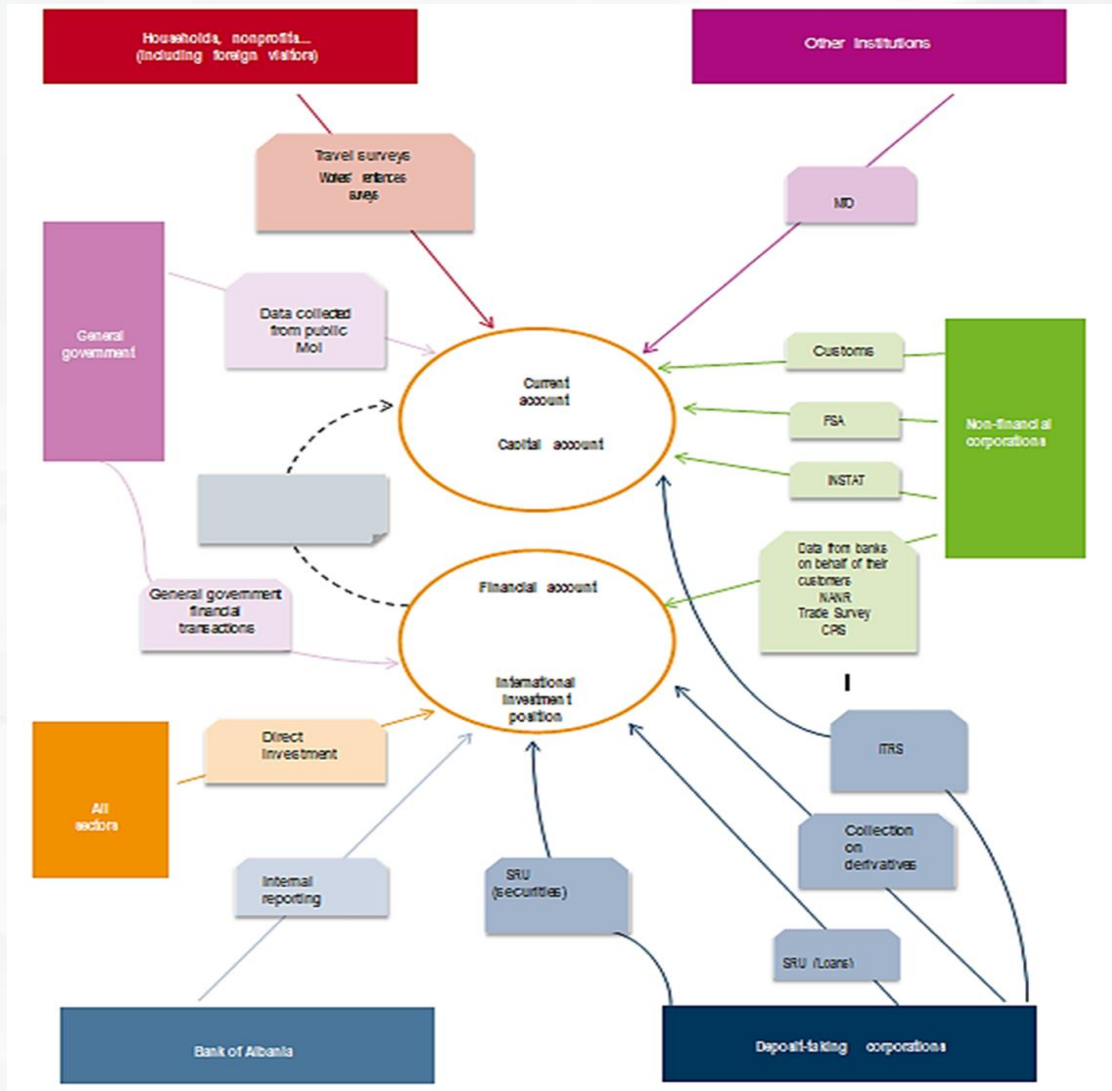 Households, nonprofits...
(including foreign visitors)
Other Institutions
Travel surveys
Workers' remitances
surveys
MTO
General
government
Data collected
from public
MoI
Customs
FSA
INSTAT
Non-financial
corporations
Current
account
Capital account
Data from banks
on behalf of their
customers
NANR
Trade Survey
CPIS
General government
financial
transactions
Financial account
International
investment
position
All
sectors
Direct
Investment
ITRS
Collection
on
derivatives
Internal
reporting
SRU
(securities)
SRU (Loans)
Bank of Albania
Deposit-taking corporations